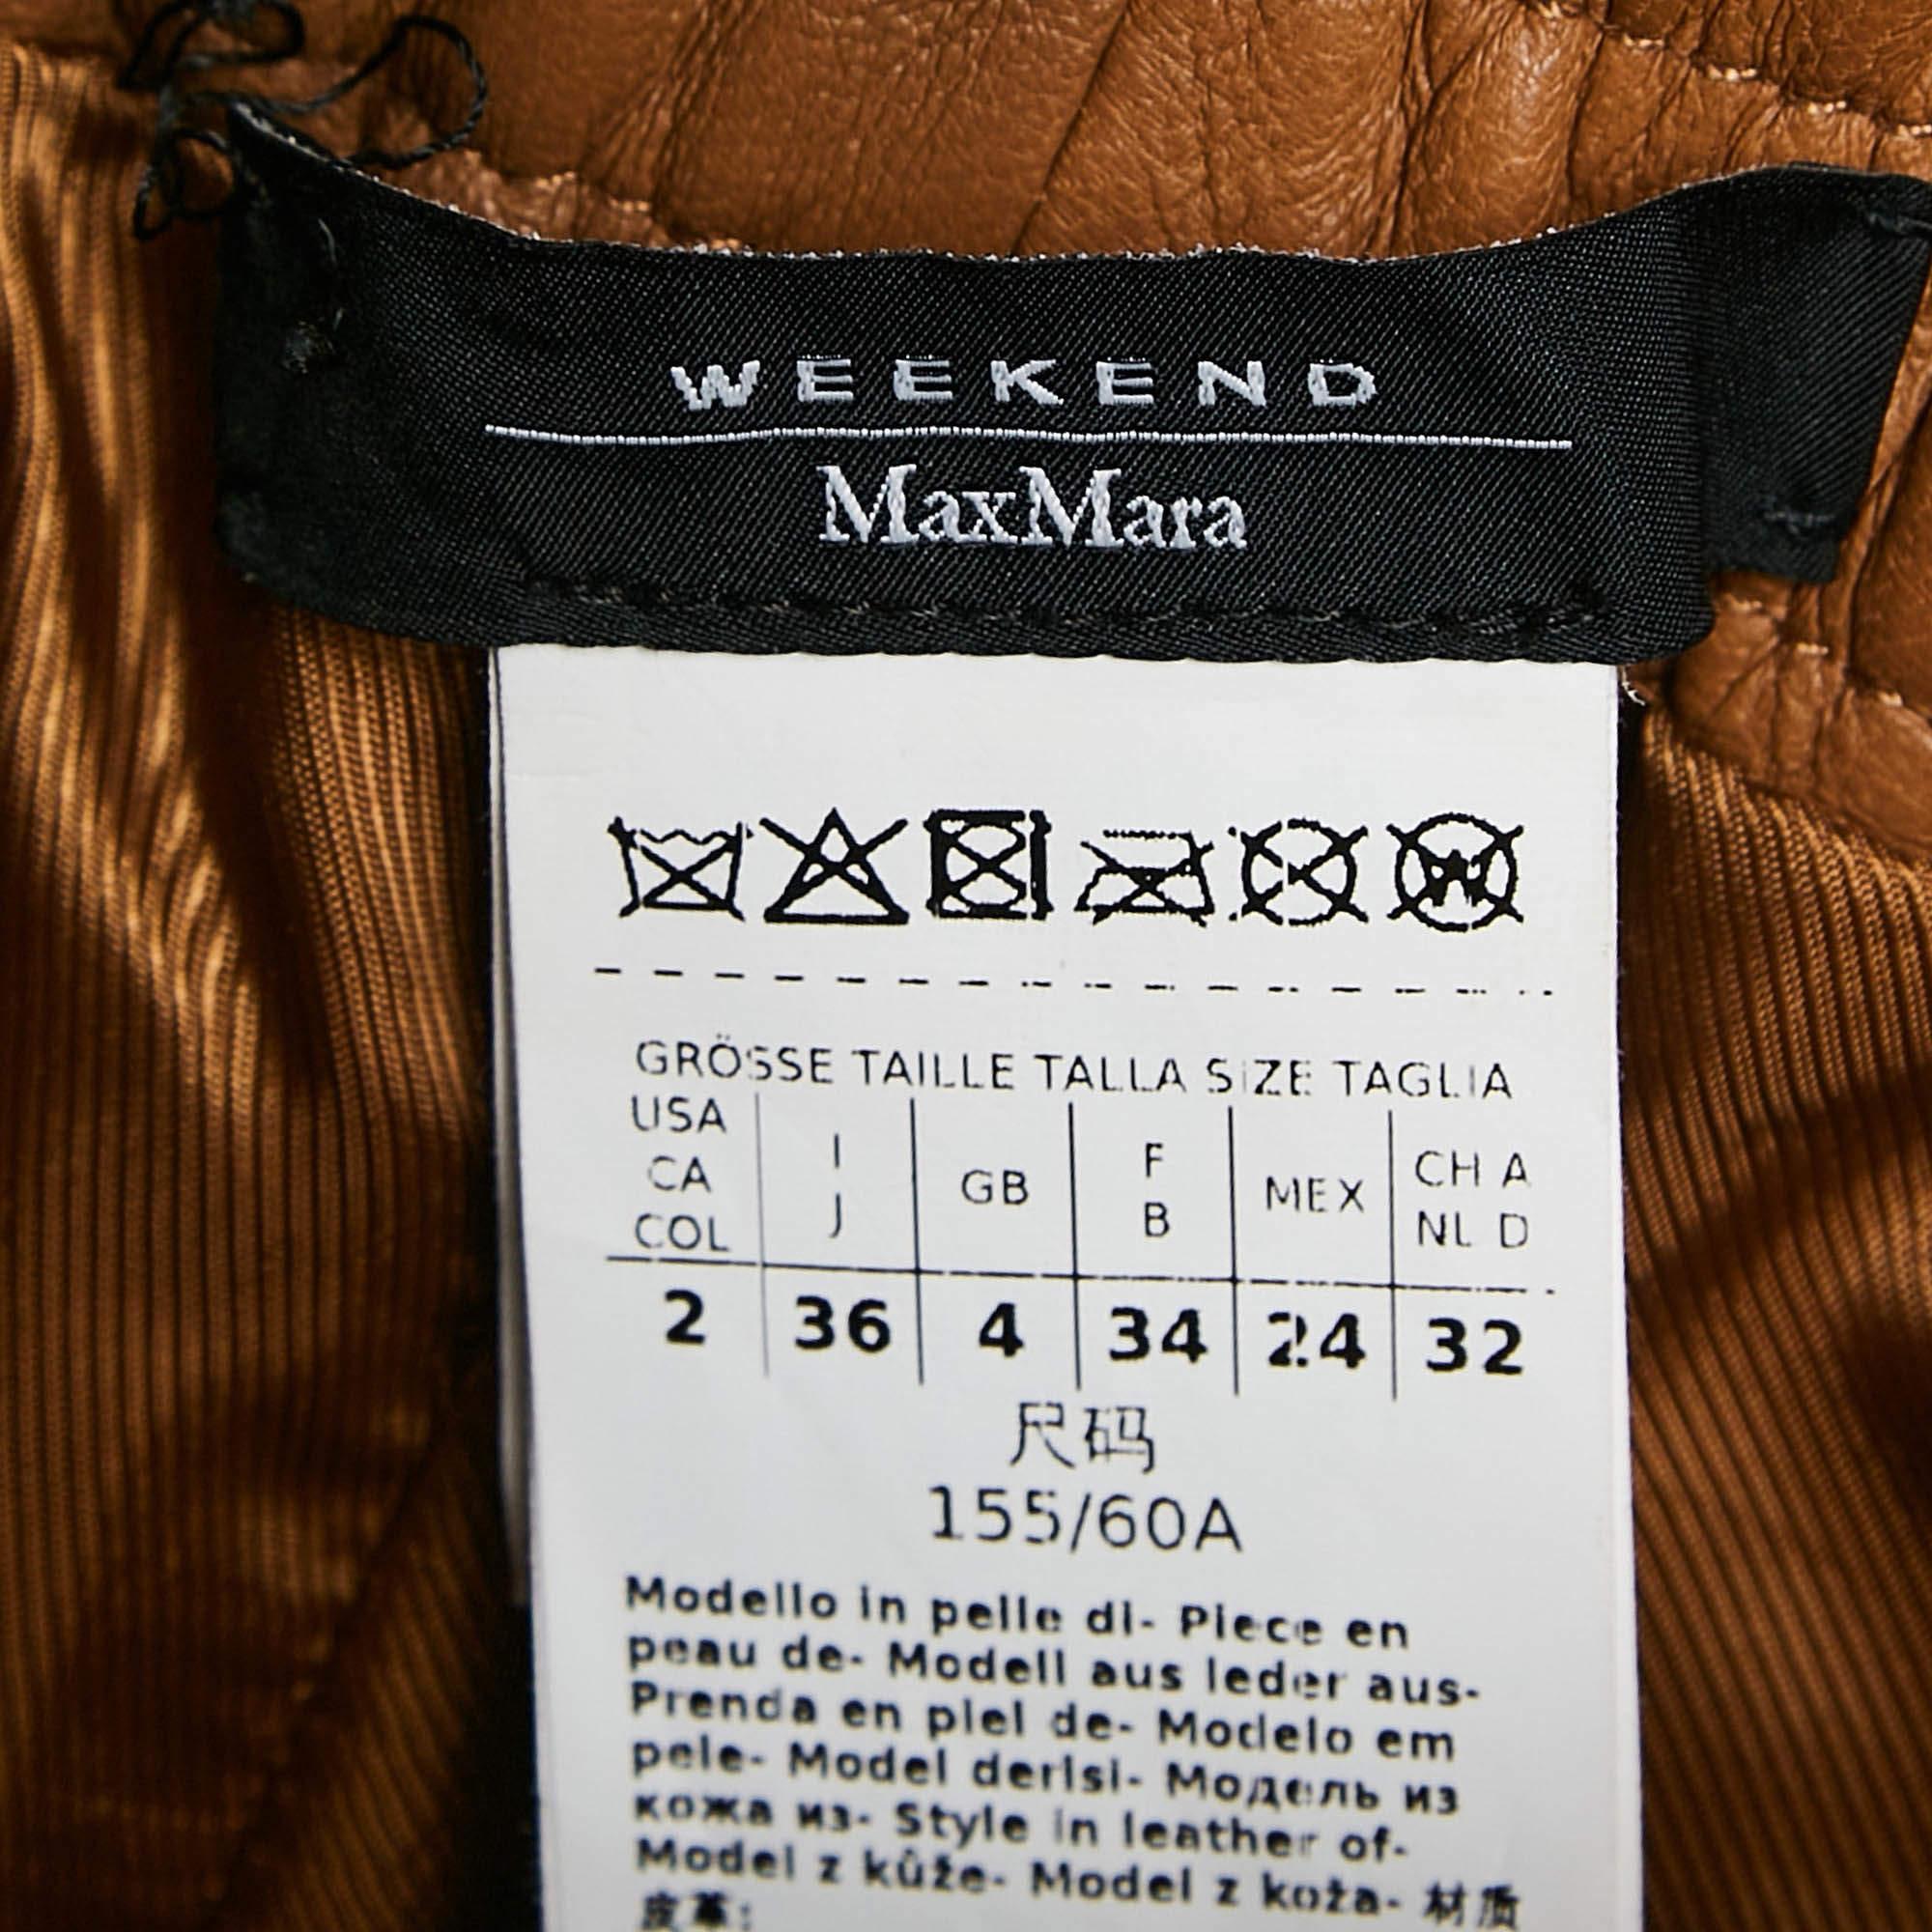 WEEKEND
MaxMara
GRÖSSE TAILLE TALLA SIZE TAGLIA
USA CA COL | I J | GB | F B | MEX | CH A NL D
2 | 36 | 4 | 34 | 24 | 32
尺码
155/60A
Modello in pelle di- Piece en
peau de- Modell aus leder aus-
Prenda en piel de- Modelo em
pele- Model derisi- Модель из
кожа из- Style in leather of-
Model z kůže- Model z koža- 材质
皮革: